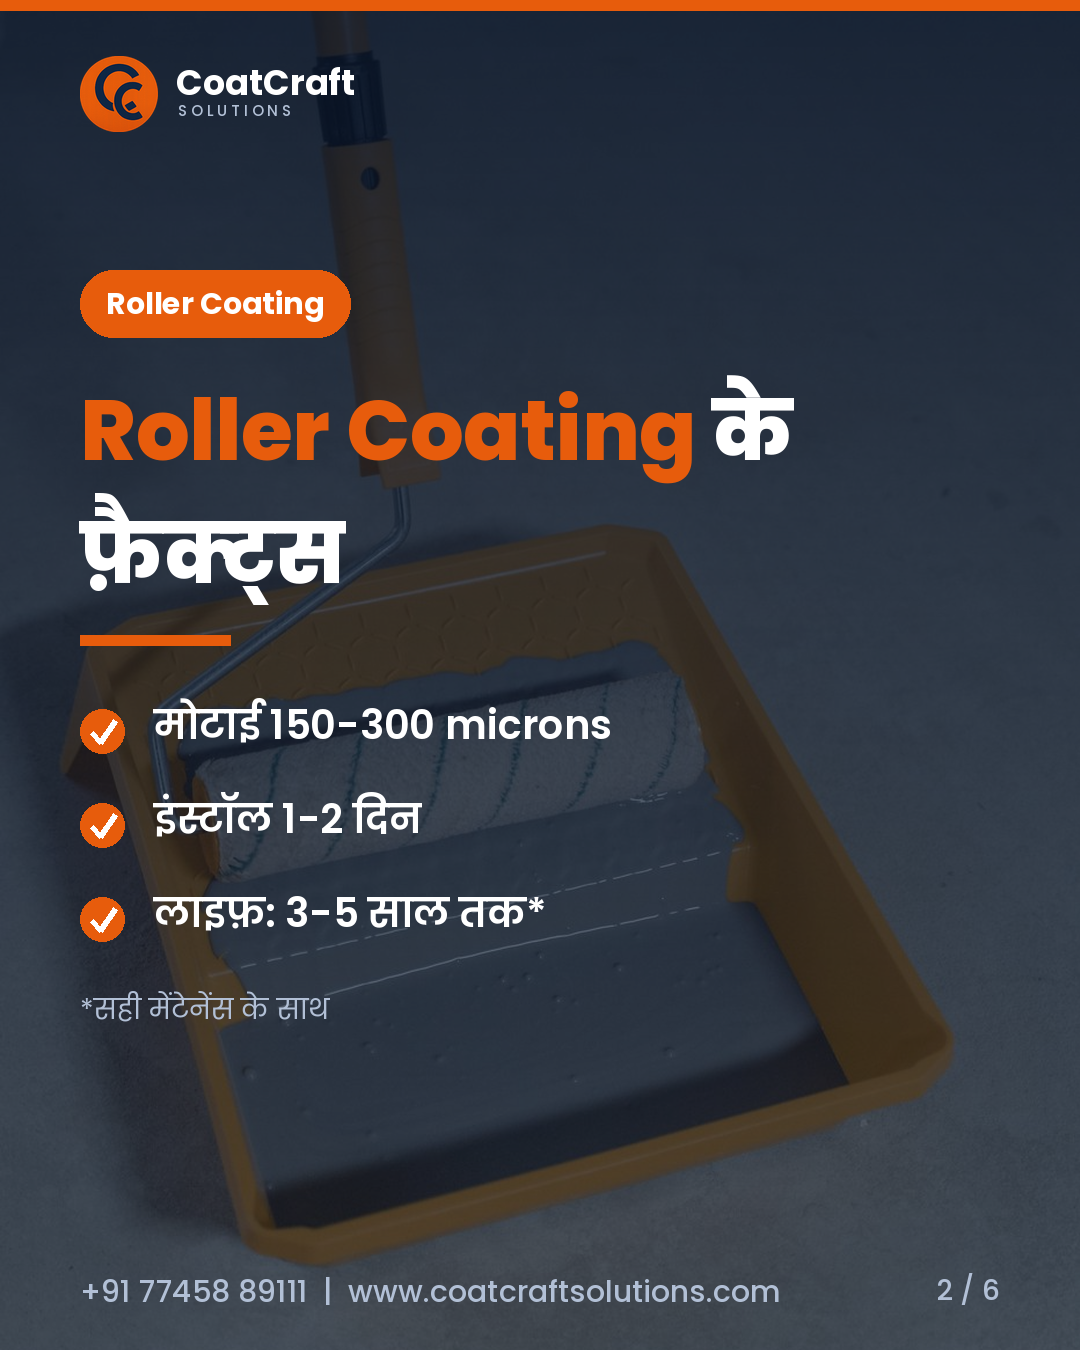 CoatCraft
SOLUTIONS
Roller Coating
Roller Coating के
फ़ैक्ट्स
मोटाई 150-300 microns
इंस्टॉल 1-2 दिन
लाइफ़: 3-5 साल तक*
*सही मेंटेनेंस के साथ
+91 77458 89111 | www.coatcraftsolutions.com
2 / 6